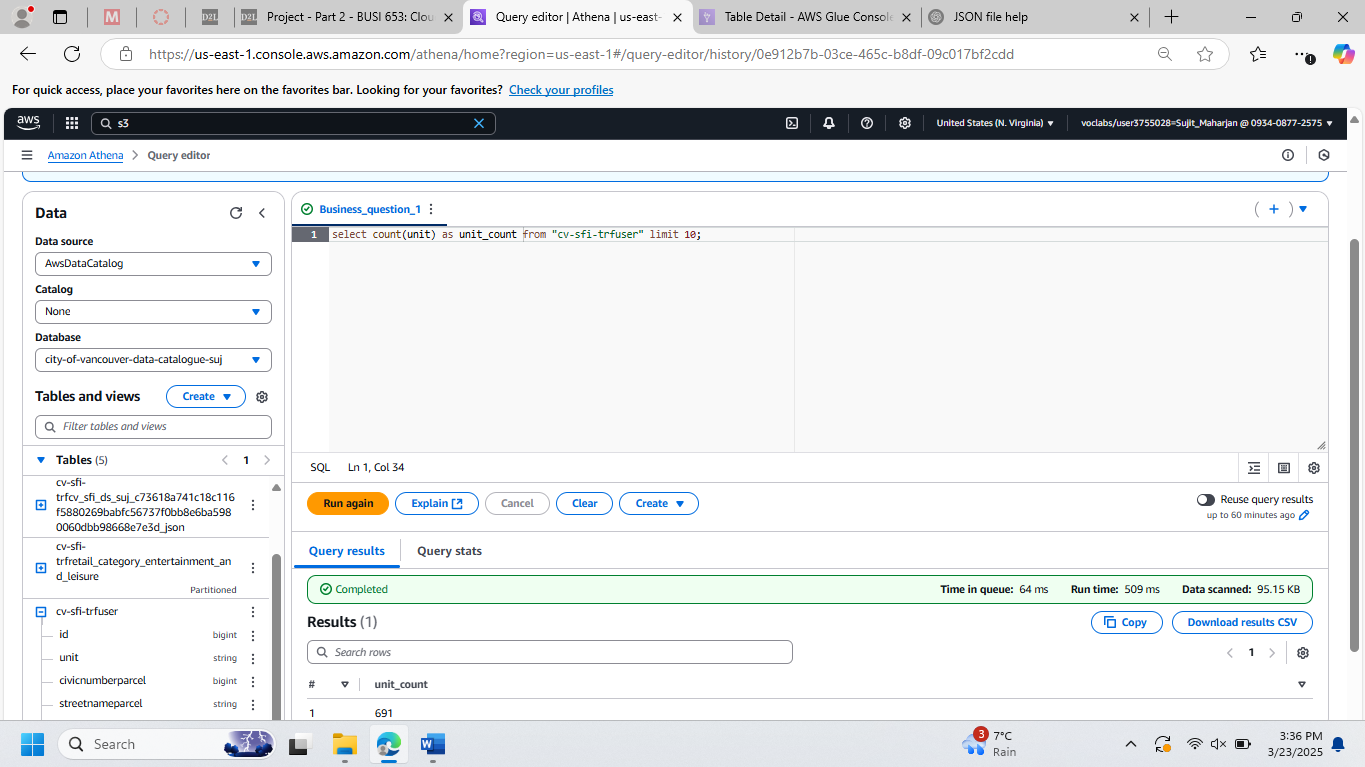 Project - Part 2 - BUSI 653: Clou
Query editor | Athena | us-east-
Table Detail - AWS Glue Console
JSON file help
https://us-east-1.console.aws.amazon.com/athena/home?region=us-east-1#/query-editor/history/0e912b7b-03ce-465c-b8df-09c017bf2cdd
For quick access, place your favorites here on the favorites bar. Looking for your favorites? Check your profiles
aws
s3
United States (N. Virginia)
voclabs/user3755028=Sujit_Maharjan @ 0934-0877-2575
Amazon Athena > Query editor
Data
Data source
AwsDataCatalog
Catalog
None
Database
city-of-vancouver-data-catalogue-suj
Tables and views
Create
Filter tables and views
Tables (5)
1
cv-sfi-
trfcv_sfi_ds_suj_c73618a741c18c116
f5880269babfc56737f0bb8e6ba598
0060dbb98668e7e3d_json
cv-sfi-
trfretail_category_entertainment_an
d_leisure
Partitioned
cv-sfi-trfuser
id bigint
unit string
civicnumberparcel bigint
streetnameparcel string
Business_question_1
1 select count(unit) as unit_count from "cv-sfi-trfuser" limit 10;
SQL Ln 1, Col 34
Run again
Explain
Cancel
Clear
Create
Reuse query results
up to 60 minutes ago
Query results
Query stats
Completed
Time in queue: 64 ms Run time: 509 ms Data scanned: 95.15 KB
Results (1)
Copy
Download results CSV
Search rows
1
# unit_count
1 691
Search
3
7°C
Rain
3:36 PM
3/23/2025